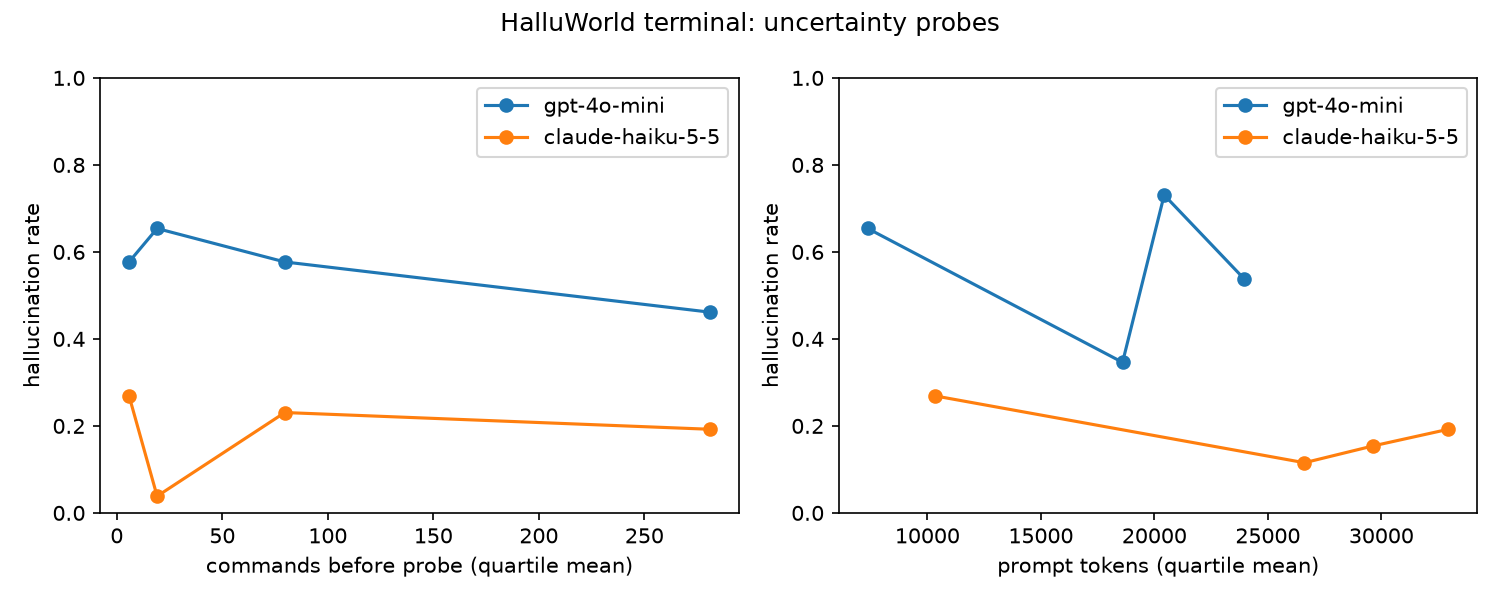 HalluWorld terminal: uncertainty probes
1.0
0.8
0.6
0.4
0.2
0.0
hallucination rate
gpt-4o-mini
claude-haiku-5-5
0 50 100 150 200 250
commands before probe (quartile mean)
1.0
0.8
0.6
0.4
0.2
0.0
hallucination rate
gpt-4o-mini
claude-haiku-5-5
10000 15000 20000 25000 30000
prompt tokens (quartile mean)